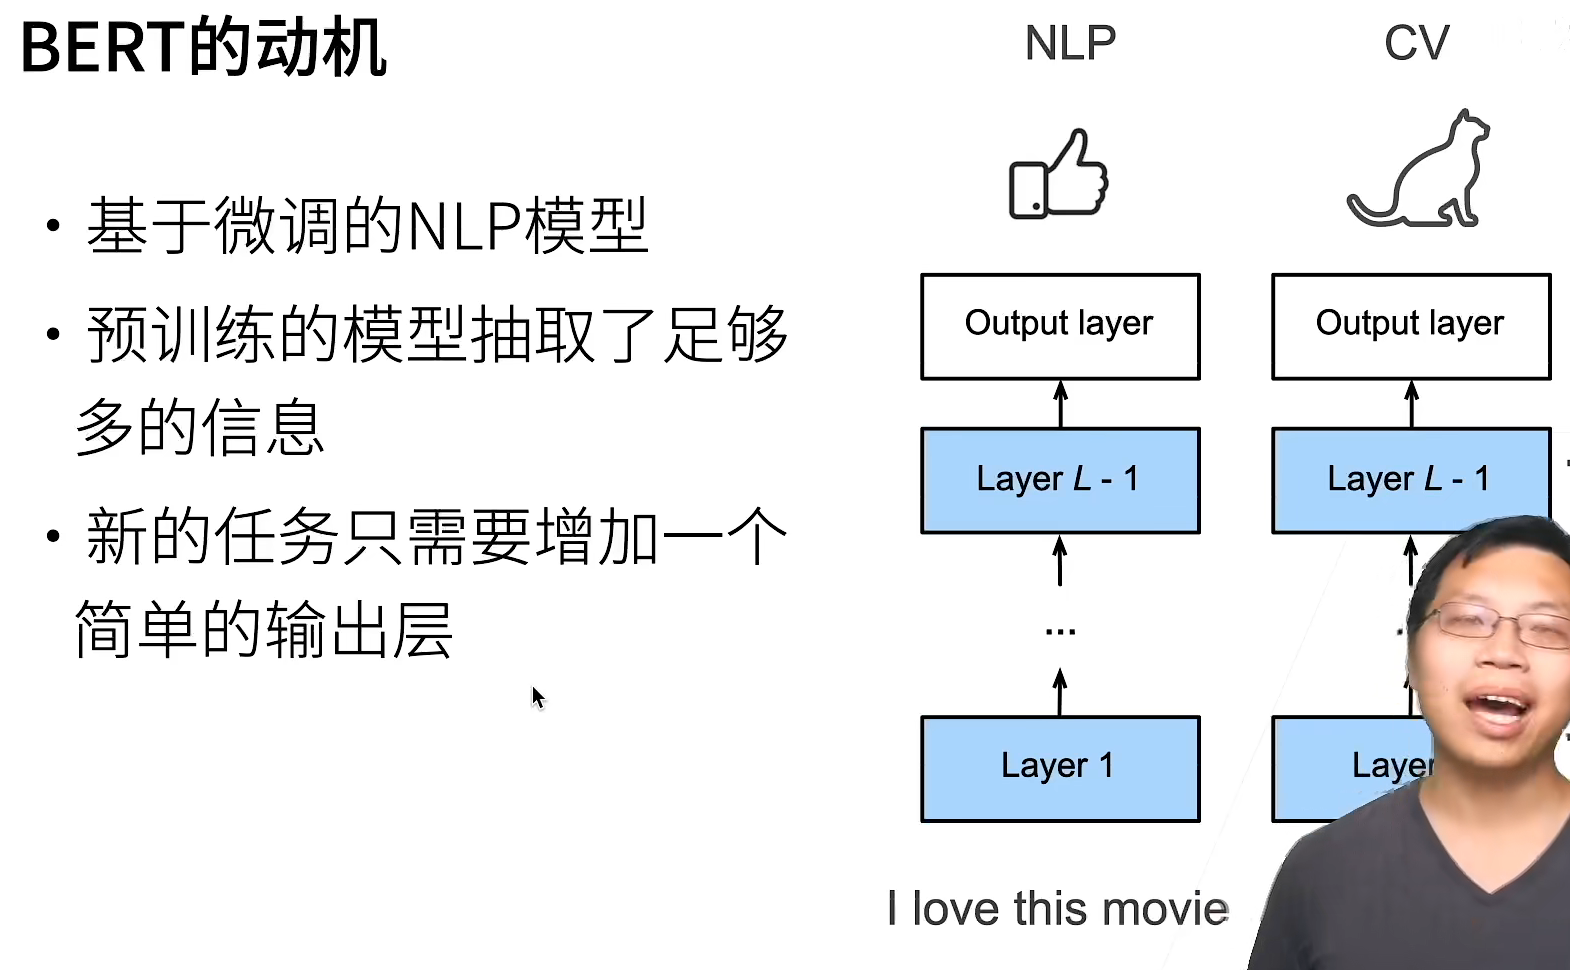 BERT的动机
• 基于微调的NLP模型
• 预训练的模型抽取了足够
多的信息
• 新的任务只需要增加一个
简单的输出层
NLP
Output layer
Layer L - 1
...
Layer 1
I love this movie
CV
Output layer
Layer L - 1
Layer